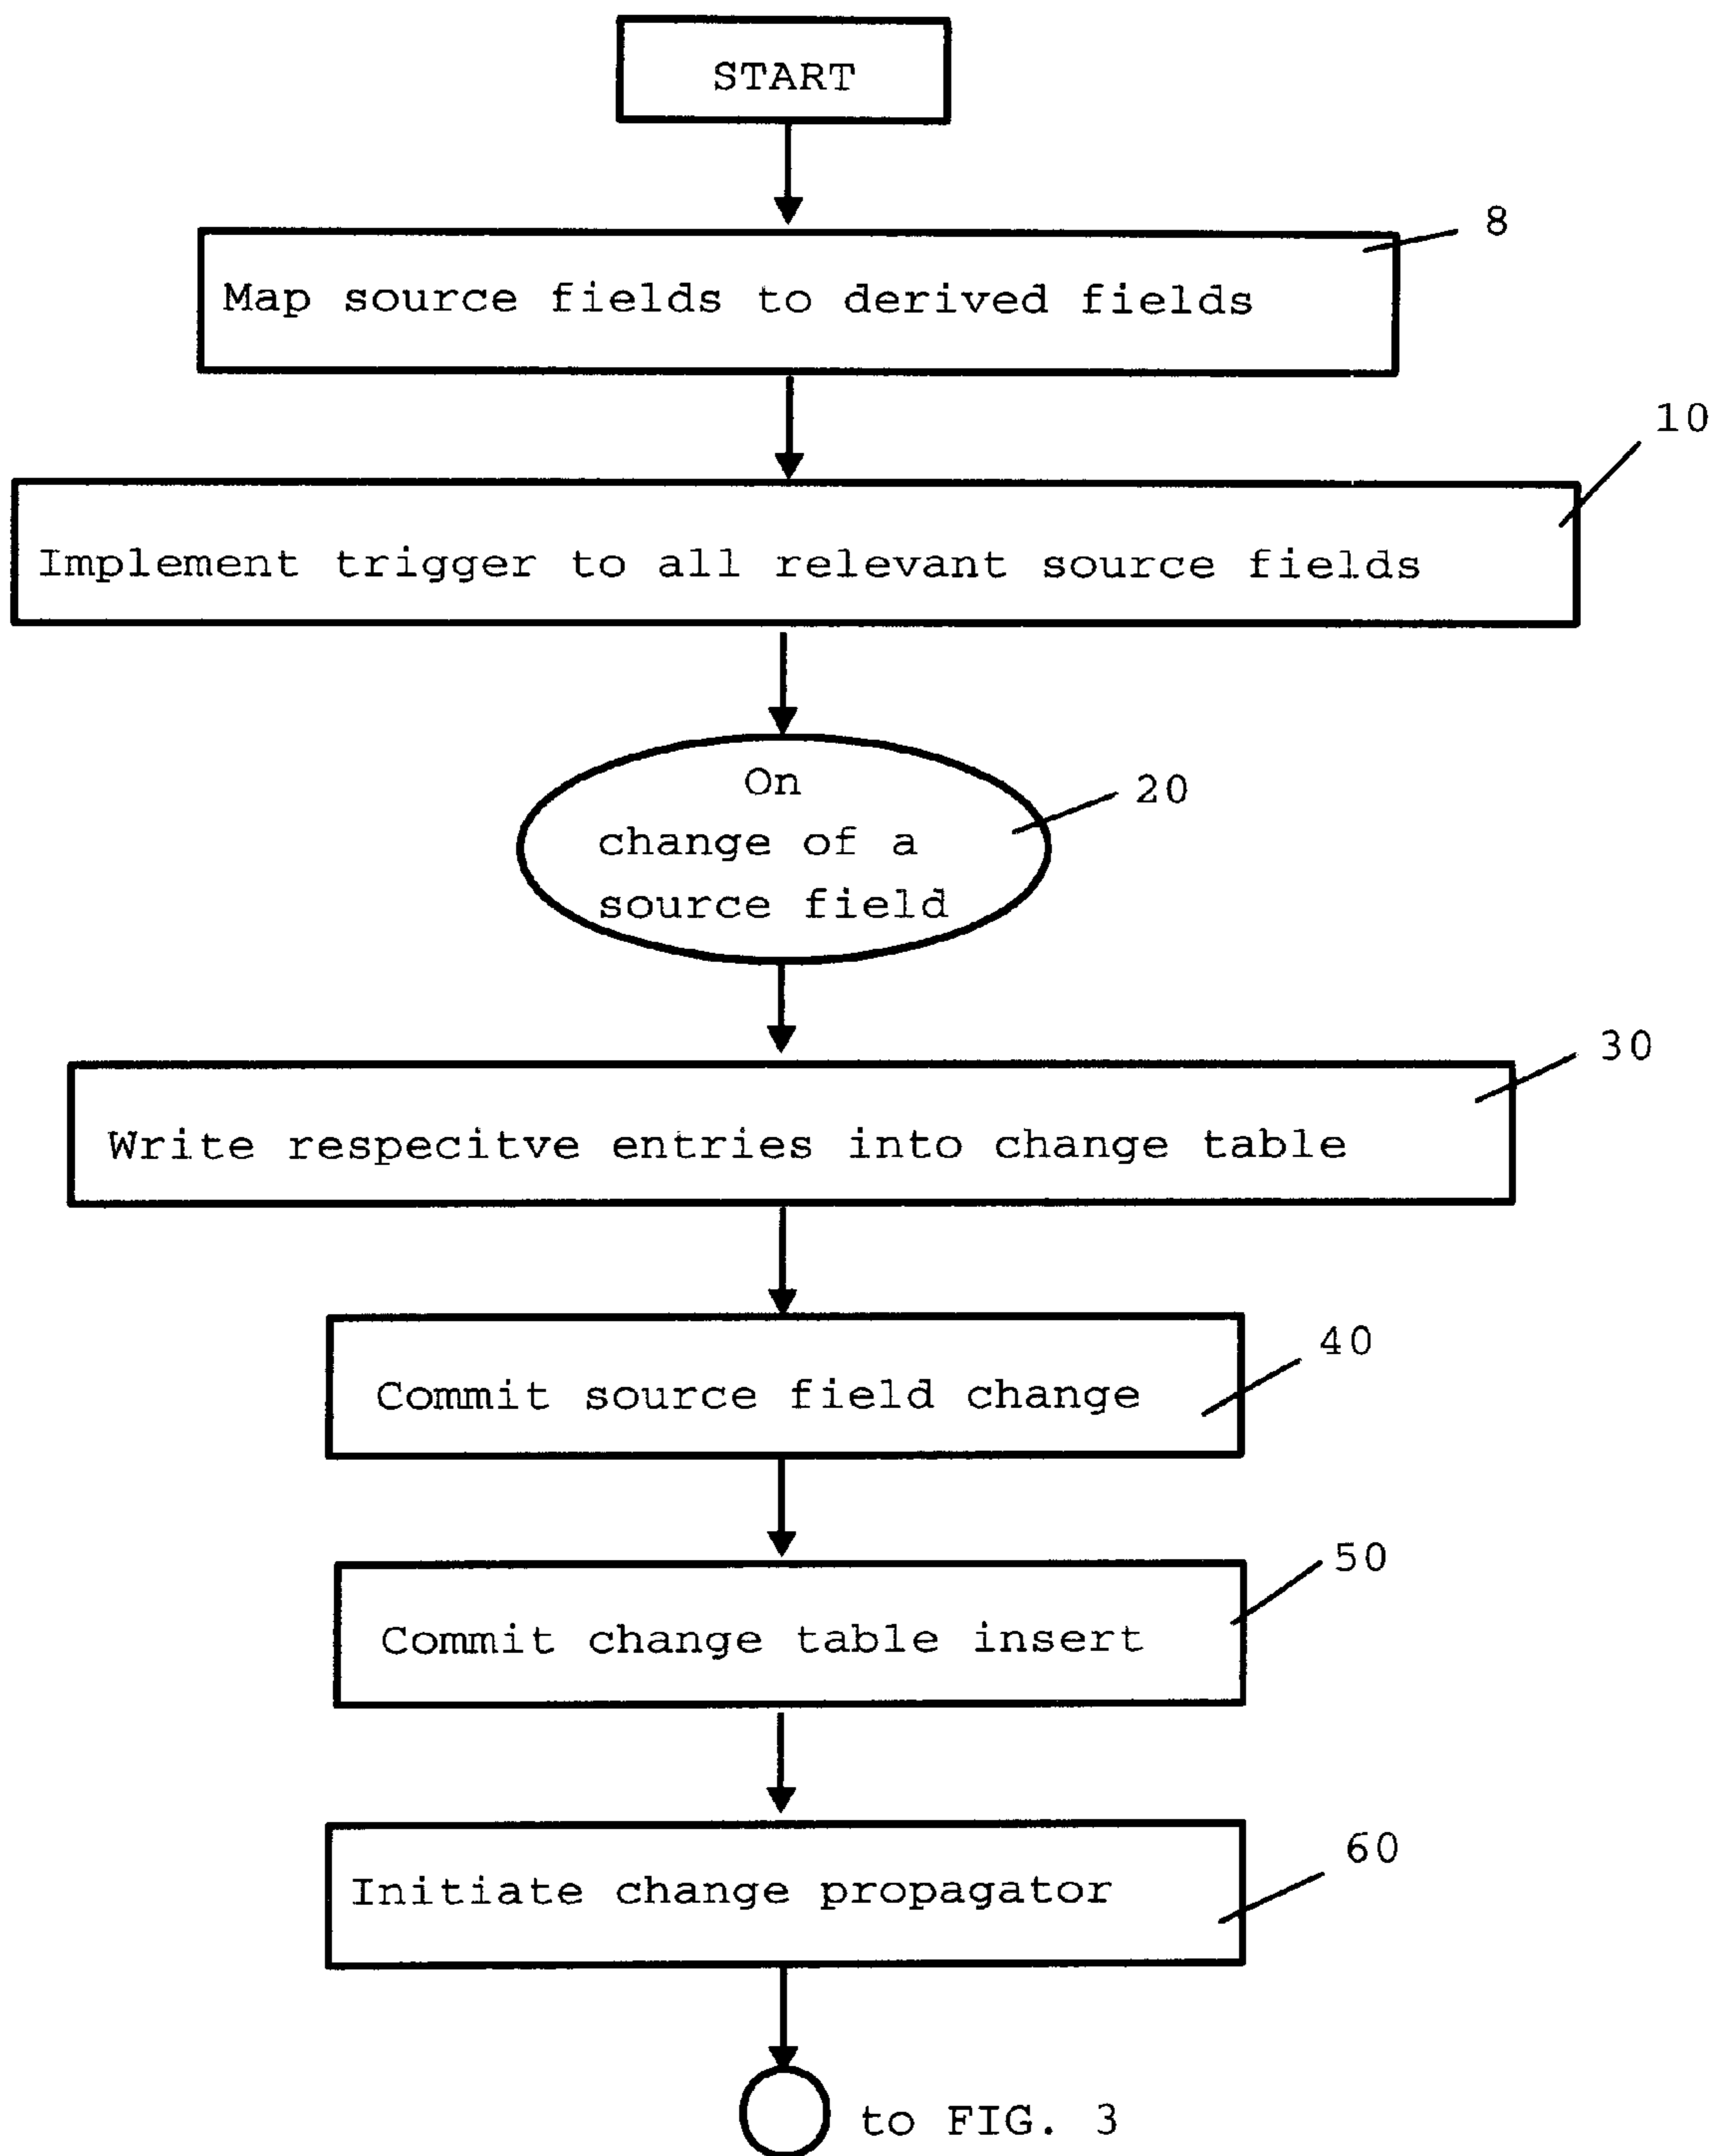 START
8
Map source fields to derived fields
10
Implement trigger to all relevant source fields
On
change of a
source field
20
30
Write respecitve entries into change table
40
Commit source field change
50
Commit change table insert
60
Initiate change propagator
to FIG. 3